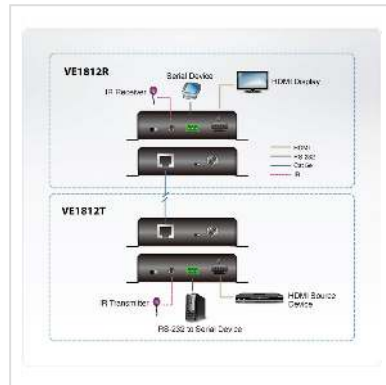 VE1812R
Serial Device
IR Receiver
HDMI Display
HDMI
RS-232
Cat 5e
IR
VE1812T
IR Transmitter
HDMI Source
Device
RS-232 to Serial Device